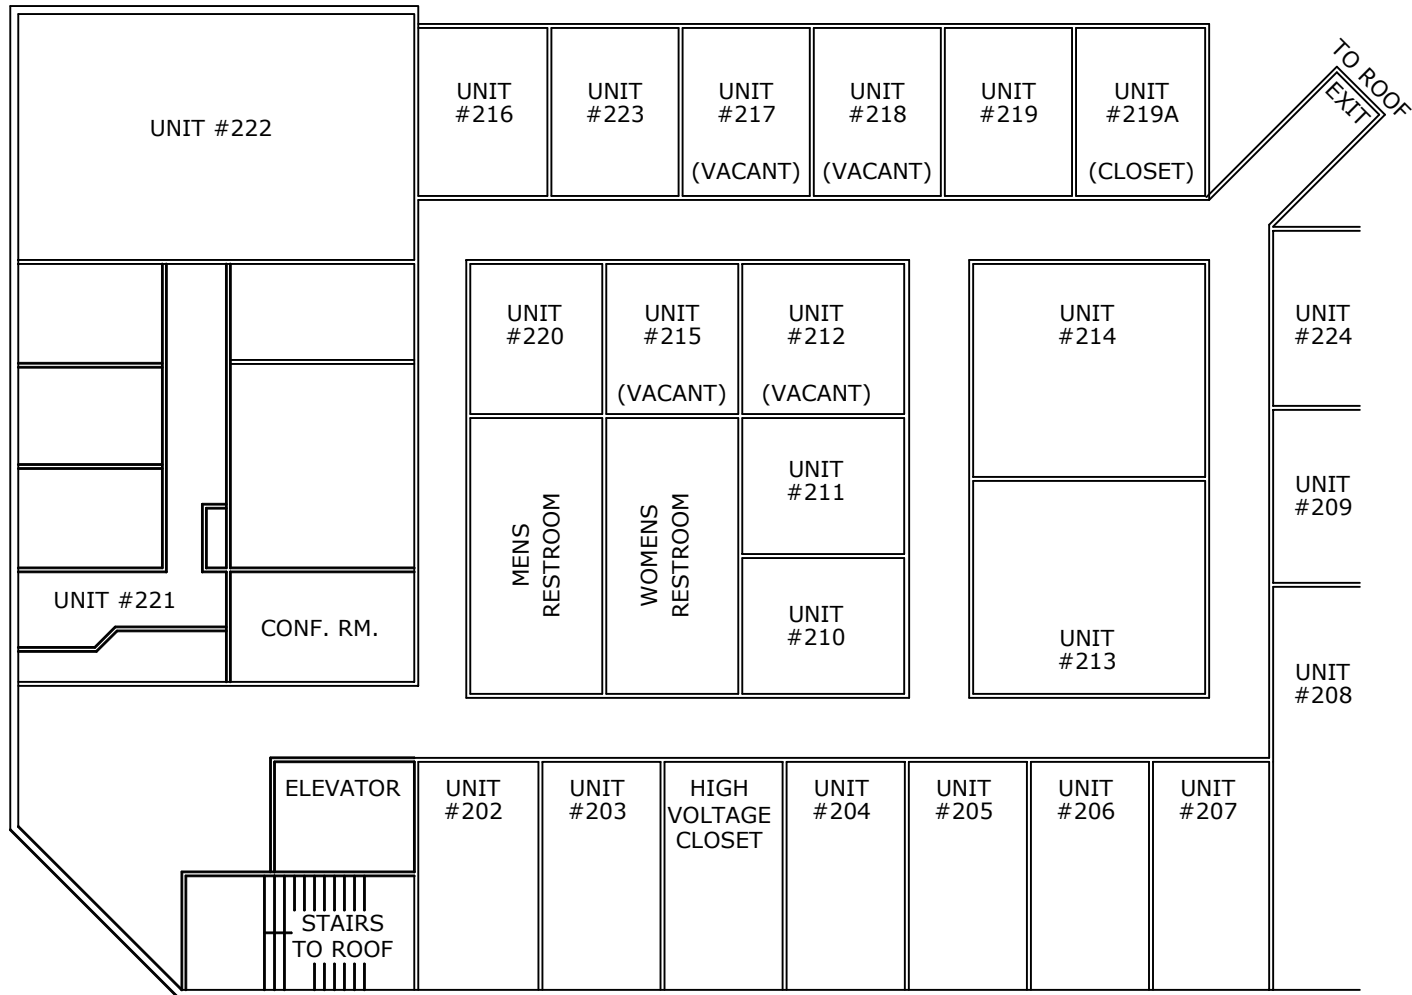 UNIT #222
UNIT
#216
UNIT
#223
UNIT
#217
(VACANT)
UNIT
#218
(VACANT)
UNIT
#219
UNIT
#219A
(CLOSET)
TO ROOF
EXIT
UNIT
#220
UNIT
#215
(VACANT)
UNIT
#212
(VACANT)
UNIT
#214
UNIT
#224
UNIT
#211
UNIT
#209
MENS
RESTROOM
WOMENS
RESTROOM
UNIT #221
CONF. RM.
UNIT
#210
UNIT
#213
UNIT
#208
ELEVATOR
UNIT
#202
UNIT
#203
HIGH
VOLTAGE
CLOSET
UNIT
#204
UNIT
#205
UNIT
#206
UNIT
#207
STAIRS
TO ROOF